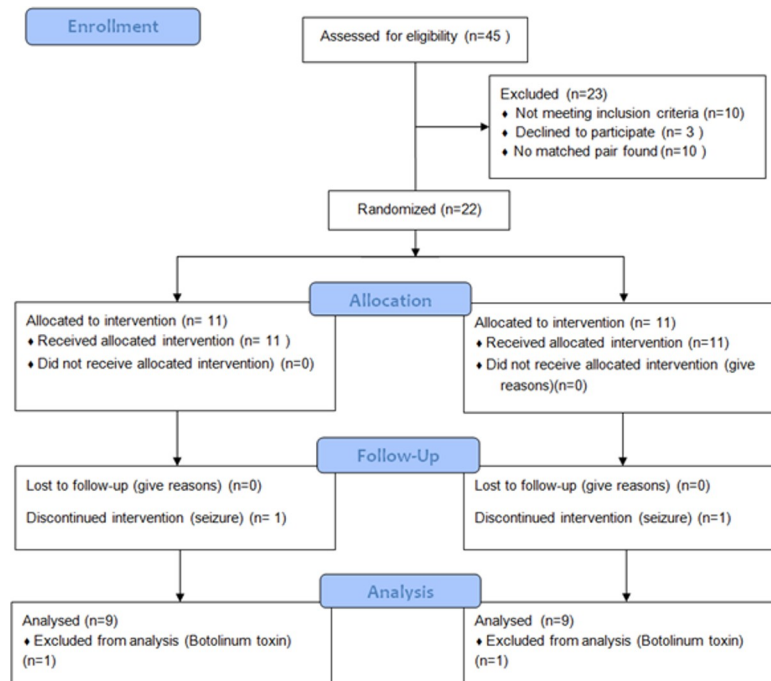 Enrollment
Assessed for eligibility (n=45 )
Excluded (n=23)
♦ Not meeting inclusion criteria (n=10)
♦ Declined to participate (n= 3 )
♦ No matched pair found (n=10 )
Randomized (n=22)
Allocation
Allocated to intervention (n= 11)
♦ Received allocated intervention (n= 11 )
♦ Did not receive allocated intervention) (n=0)
Allocated to intervention (n= 11)
♦ Received allocated intervention (n=11)
♦ Did not receive allocated intervention (give
reasons)(n=0)
Follow-Up
Lost to follow-up (give reasons) (n=0)
Discontinued intervention (seizure) (n= 1)
Lost to follow-up (give reasons) (n=0)
Discontinued intervention (seizure) (n=1)
Analysis
Analysed (n=9)
♦ Excluded from analysis (Botolinum toxin)
(n=1)
Analysed  (n=9)
♦ Excluded from analysis (Botolinum toxin)
(n=1)